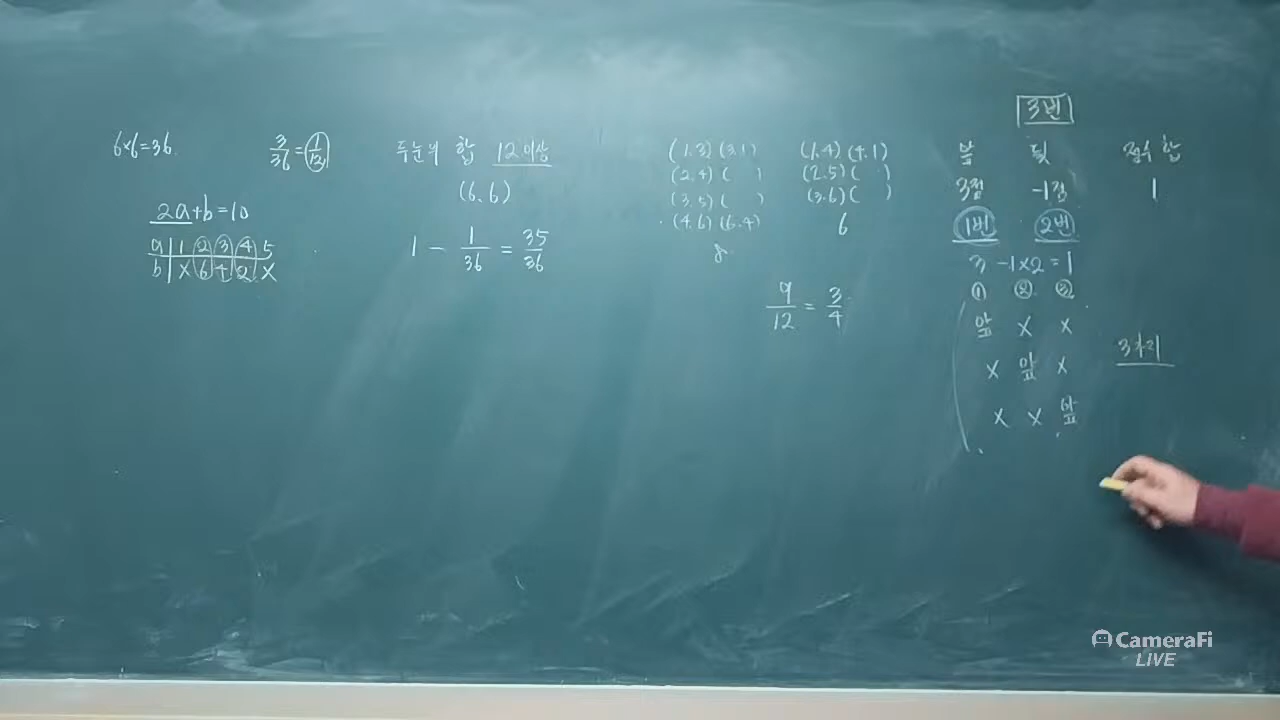 6×6=36
3/36=1/12
2a+b=10
a | 1 2 3 4 5
b | X 6 4 2 X
두눈의 합 12이상
(6.6)
1 - 1/36 = 35/36
(1.3) (3.1)
(2.4) ( )
(3.5) ( )
(4.6) (6.4)
8.
(1.4) (4.1)
(2.5) ( )
(3.6) ( )
6
9/12 = 3/4
3번
뒷 점수 합
3점 -1점 1
1번 2번
3 -1×2=1
① ② ③
앞 X X
X 앞 X
X X 앞
3가지
CameraFi
LIVE